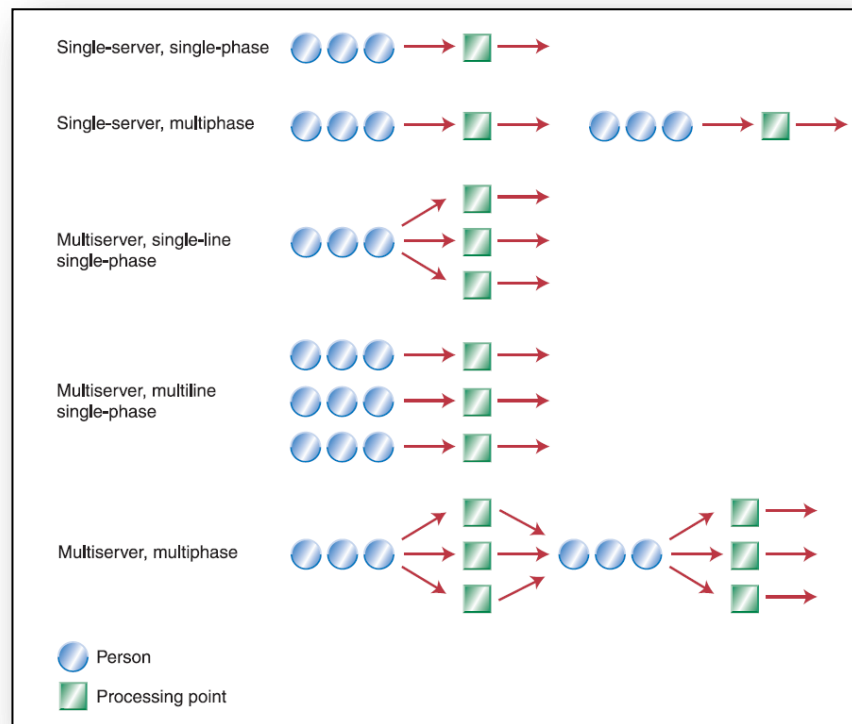 Single-server, single-phase
Single-server, multiphase
Multiserver, single-line
single-phase
Multiserver, multiline
single-phase
Multiserver, multiphase
Person
Processing point